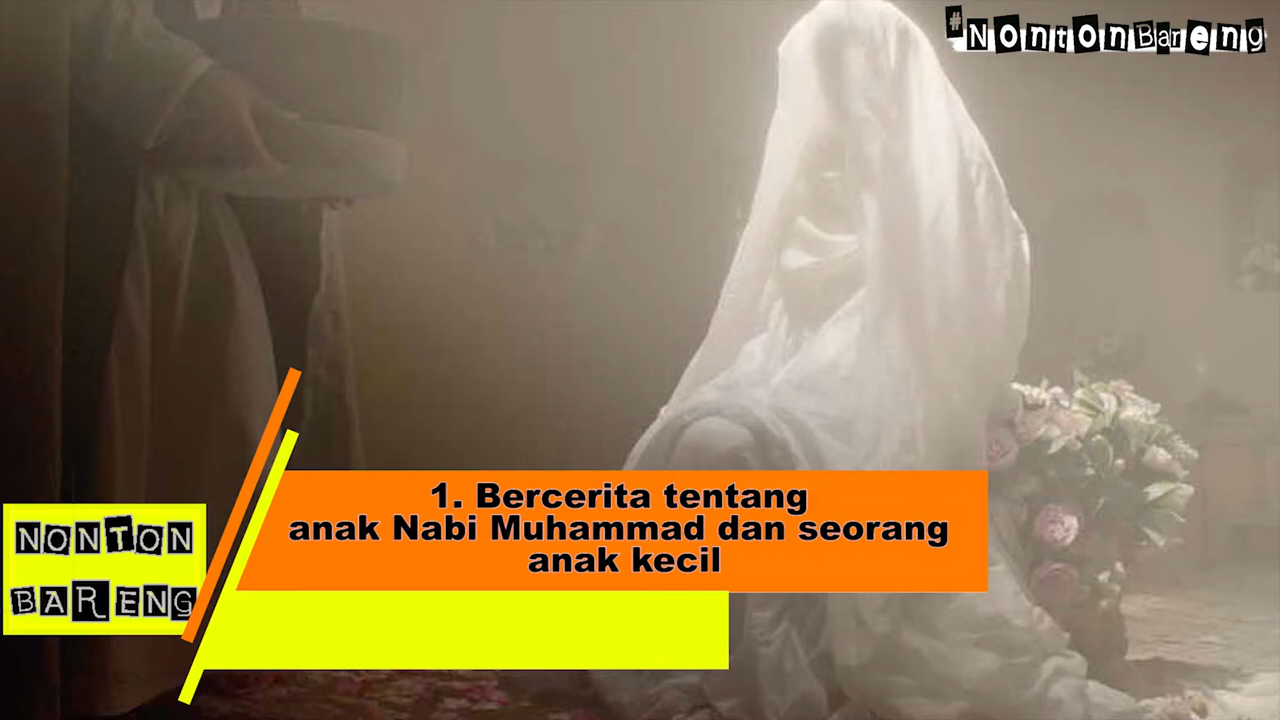 #NontonBareng
1. Bercerita tentang
anak Nabi Muhammad dan seorang
anak kecil
NONTON
BARENG